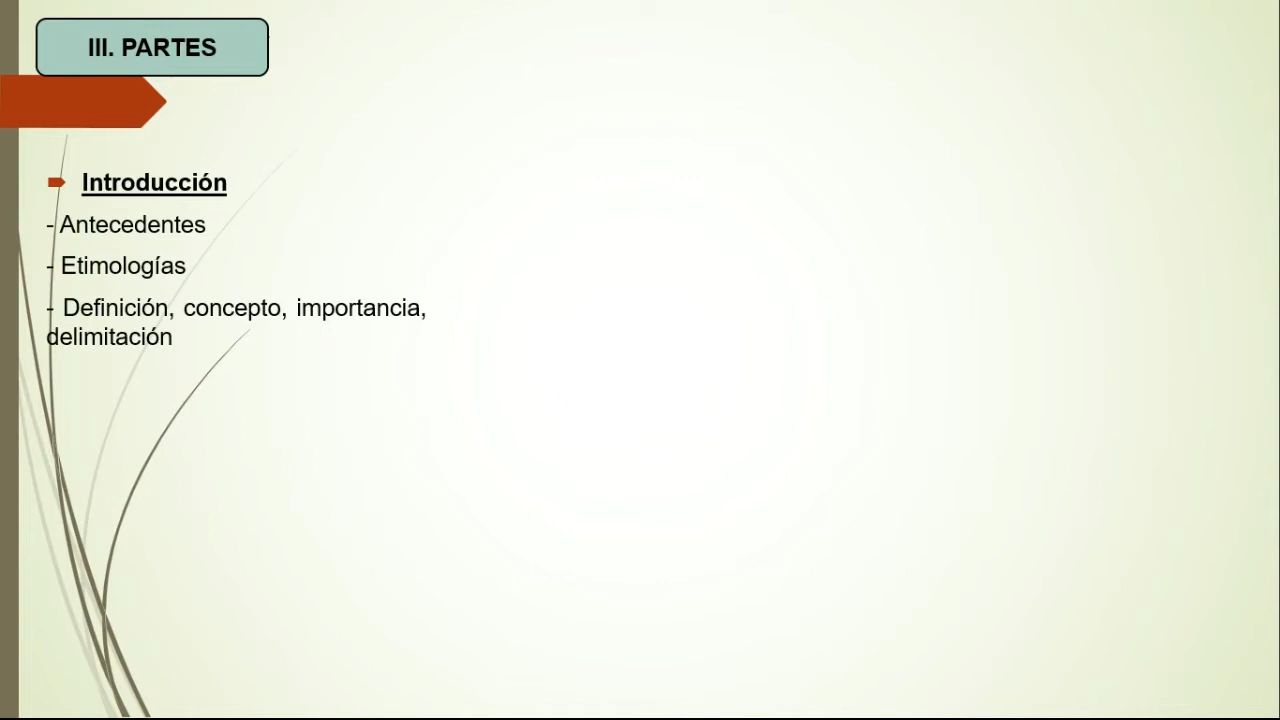 III. PARTES
Introducción
- Antecedentes
- Etimologías
- Definición, concepto, importancia,
delimitación